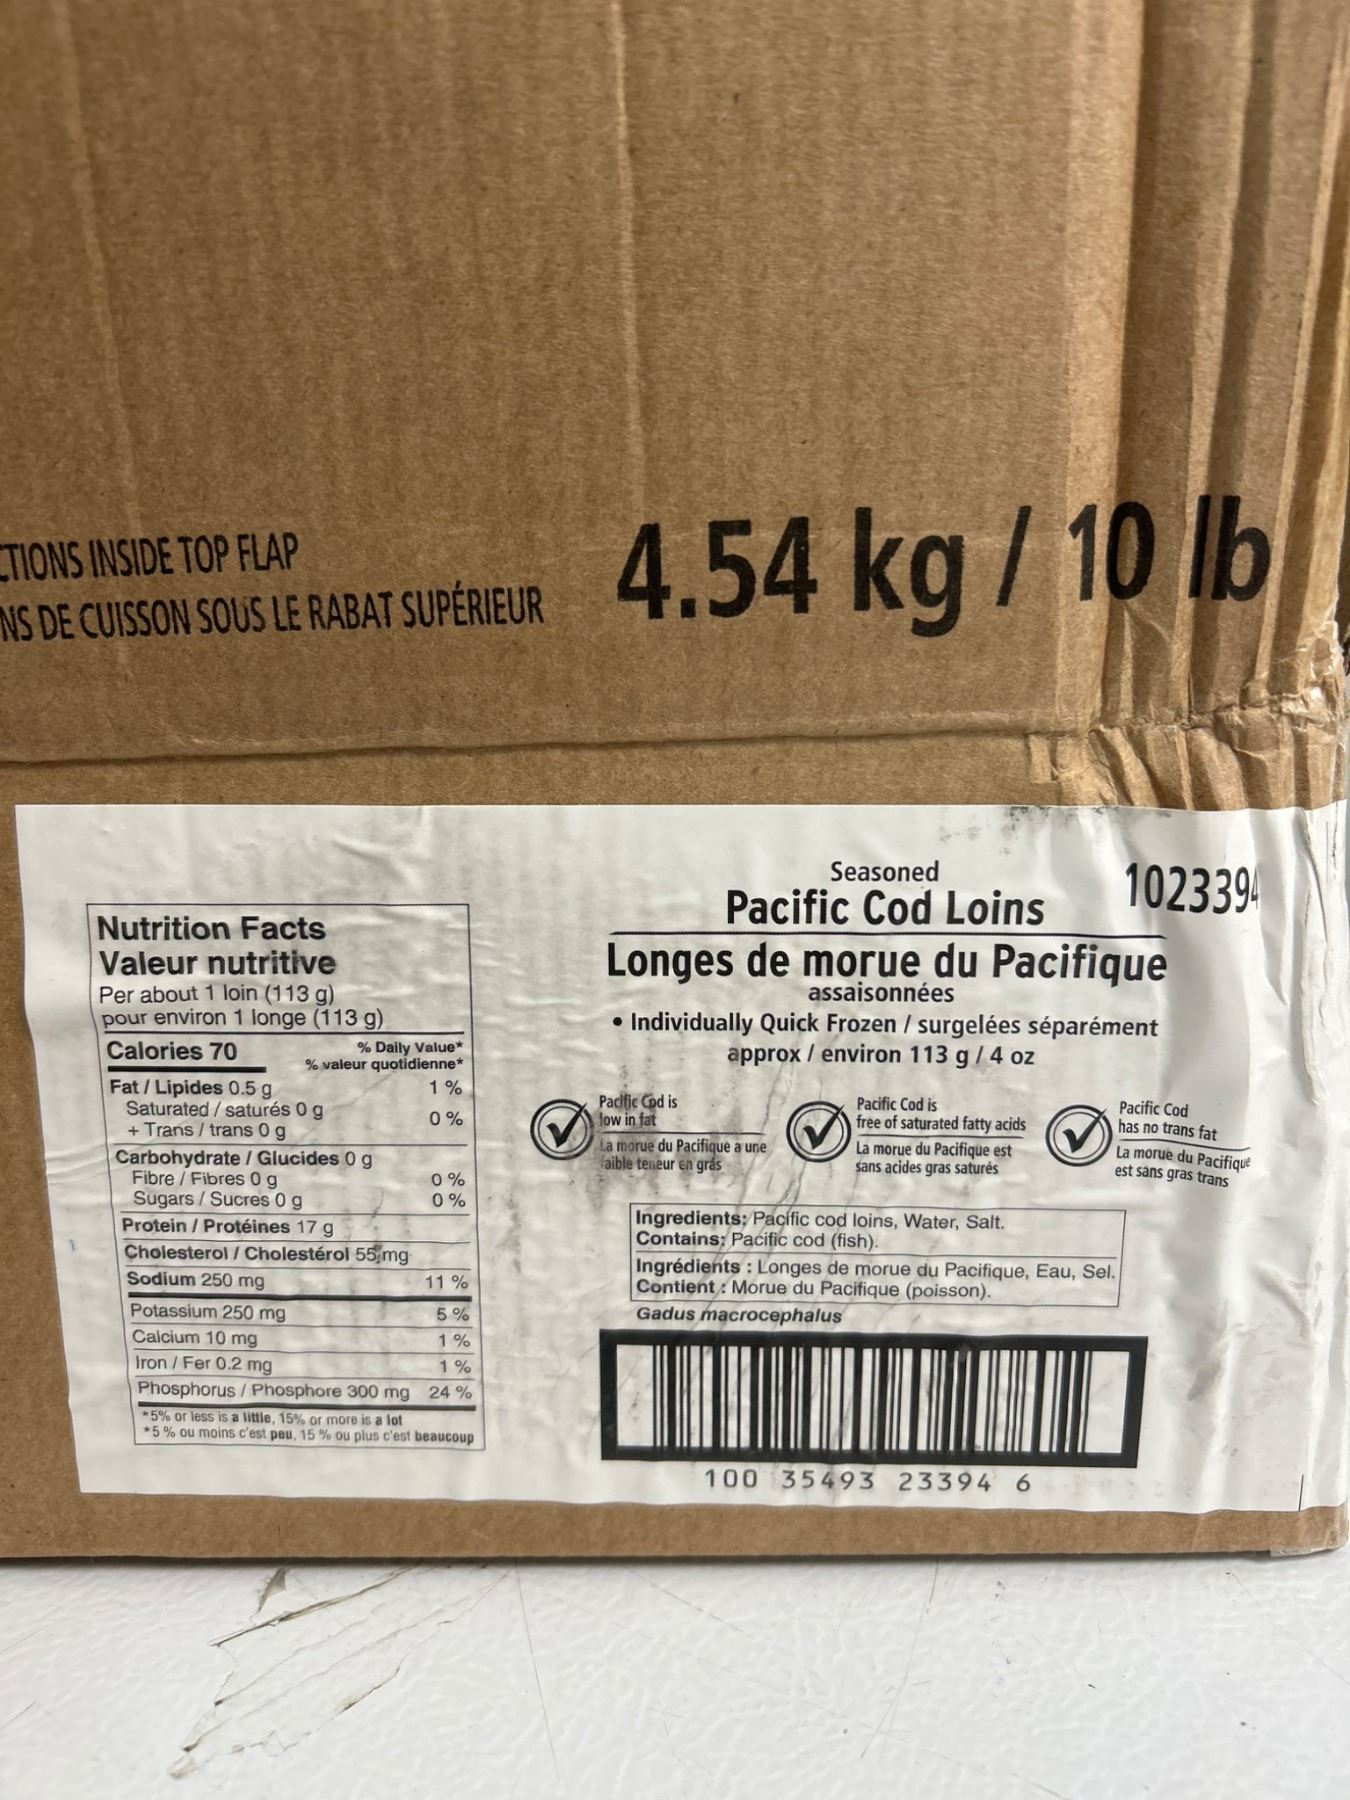 CTIONS INSIDE TOP FLAP
NS DE CUISSON SOUS LE RABAT SUPÉRIEUR
4.54 kg / 10 lb
Nutrition Facts
Valeur nutritive
Per about 1 loin (113 g)
pour environ 1 longe (113 g)
Calories 70
% Daily Value*
% valeur quotidienne*
Fat / Lipides 0.5 g 1 %
Saturated / saturés 0 g
+ Trans / trans 0 g
0 %
Carbohydrate / Glucides 0 g
Fibre / Fibres 0 g 0 %
Sugars / Sucres 0 g 0 %
Protein / Protéines 17 g
Cholesterol / Cholestérol 55 mg
Sodium 250 mg 11 %
Potassium 250 mg 5 %
Calcium 10 mg 1 %
Iron / Fer 0.2 mg 1 %
Phosphorus / Phosphore 300 mg 24 %
*5% or less is a little, 15% or more is a lot
*5 % ou moins c'est peu, 15 % ou plus c'est beaucoup
Seasoned
Pacific Cod Loins
1023394
Longes de morue du Pacifique
assaisonnées
• Individually Quick Frozen / surgelées séparément
approx / environ 113 g / 4 oz
Pacific Cod is
low in fat
La morue du Pacifique a une
faible teneur en gras
Pacific Cod is
free of saturated fatty acids
La morue du Pacifique est
sans acides gras saturés
Pacific Cod
has no trans fat
La morue du Pacifique
est sans gras trans
Ingredients: Pacific cod loins, Water, Salt.
Contains: Pacific cod (fish).
Ingrédients : Longes de morue du Pacifique, Eau, Sel.
Contient : Morue du Pacifique (poisson).
Gadus macrocephalus
100 35493 23394 6